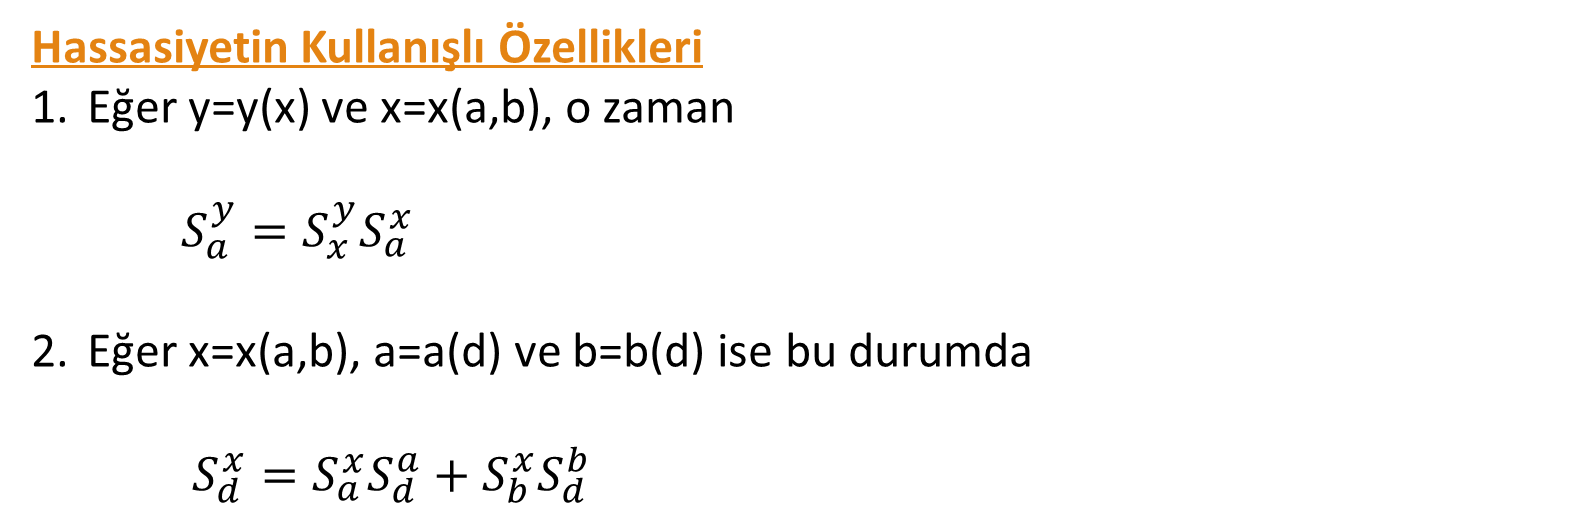 Hassasiyetin Kullanışlı Özellikleri
1. Eğer y=y(x) ve x=x(a,b), o zaman
$S_a^y = S_x^y S_a^x$
2. Eğer x=x(a,b), a=a(d) ve b=b(d) ise bu durumda
$S_d^x = S_a^x S_d^a + S_b^x S_d^b$